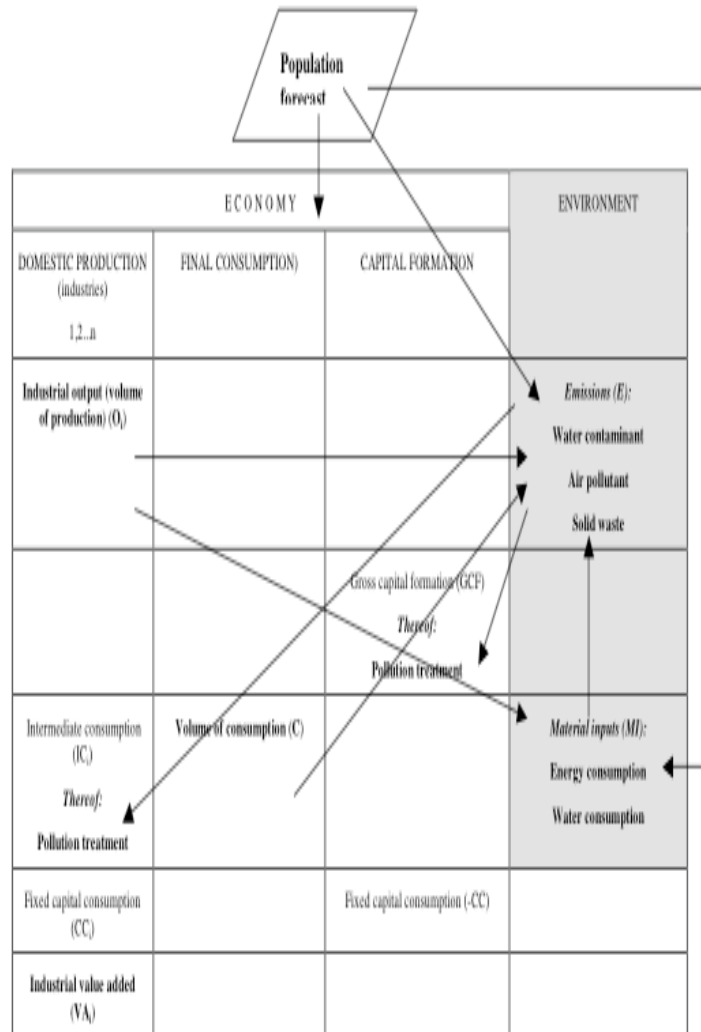 Population
forecast
E C O N O M Y
ENVIRONMENT
DOMESTIC PRODUCTION
(industries)
1,2...n
FINAL CONSUMPTION)
CAPITAL FORMATION
Industrial output (volume
of production) (Oᵢ)
Emissions (E):
Water contaminant
Air pollutant
Solid waste
Gross capital formation (GCF)
Thereof:
Pollution treatment
Intermediate consumption
(ICᵢ)
Thereof:
Pollution treatment
Volume of consumption (C)
Material inputs (MI):
Energy consumption
Water consumption
Fixed capital consumption
(CCᵢ)
Fixed capital consumption (-CC)
Industrial value added
(VAᵢ)